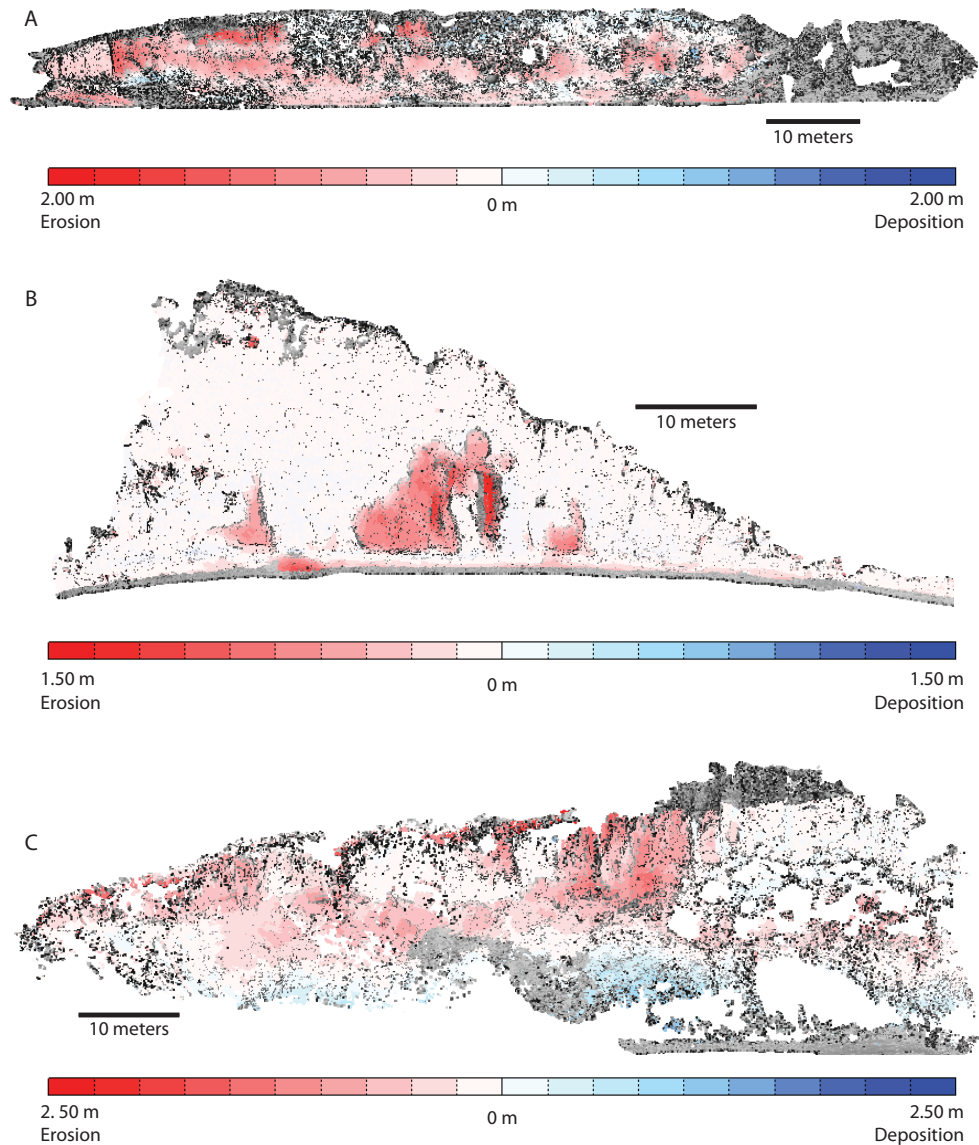 A
10 meters
2.00 m 0 m 2.00 m
Erosion Deposition
B
10 meters
1.50 m 0 m 1.50 m
Erosion Deposition
C
10 meters
2. 50 m 0 m 2.50 m
Erosion Deposition